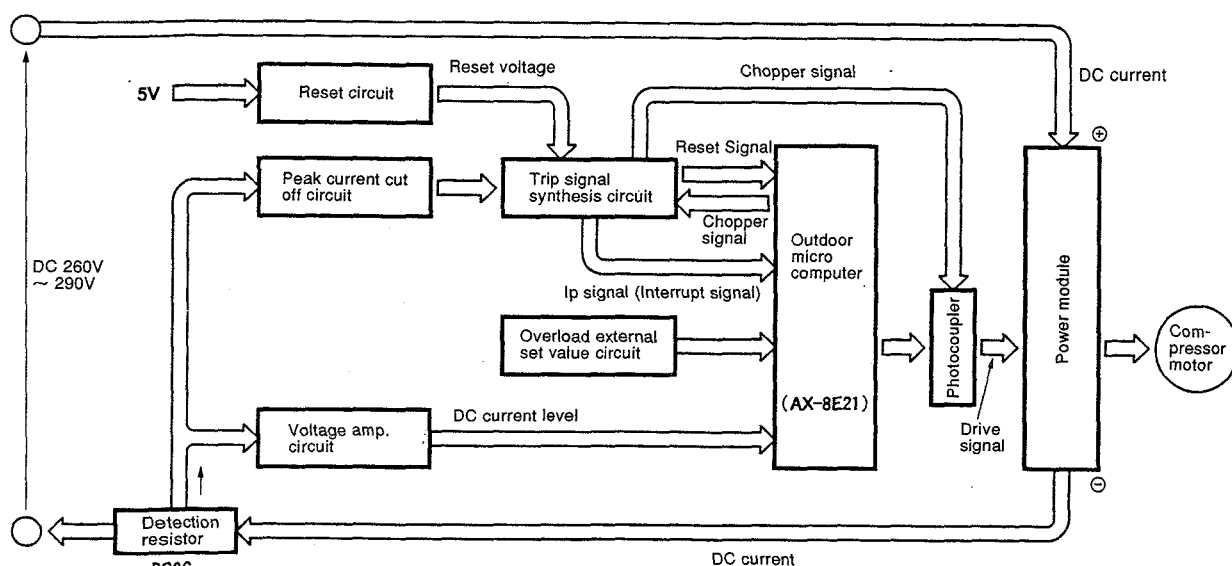 Reset voltage
Chopper signal
DC current
5V
Reset circuit
⊕
Reset Signal
Peak current cut
off circuit
Trip signal
synthesis circuit
Chopper
signal
Outdoor
micro
computer
DC 260V
~ 290V
Ip signal (Interrupt signal)
Overload external
set value circuit
Photocoupler
Power module
Com-
pressor
motor
(AX-8E21)
DC current level
Voltage amp.
circuit
Drive
signal
⊖
Detection
resistor
DC current